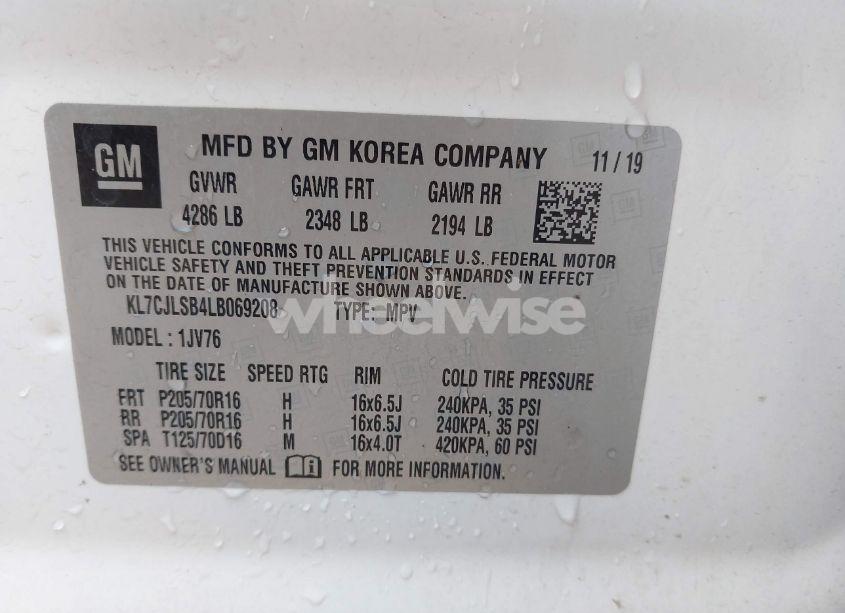 GM
MFD BY GM KOREA COMPANY 11 / 19
GVWR GAWR FRT GAWR RR
4286 LB 2348 LB 2194 LB
THIS VEHICLE CONFORMS TO ALL APPLICABLE U.S. FEDERAL MOTOR
VEHICLE SAFETY AND THEFT PREVENTION STANDARDS IN EFFECT
ON THE DATE OF MANUFACTURE SHOWN ABOVE.
KL7CJLSB4LB069208 TYPE: MPV
wheelwise
MODEL : 1JV76
TIRE SIZE SPEED RTG RIM COLD TIRE PRESSURE
FRT P205/70R16 H 16x6.5J 240KPA, 35 PSI
RR P205/70R16 H 16x6.5J 240KPA, 35 PSI
SPA T125/70D16 M 16x4.0T 420KPA, 60 PSI
SEE OWNER'S MANUAL FOR MORE INFORMATION.